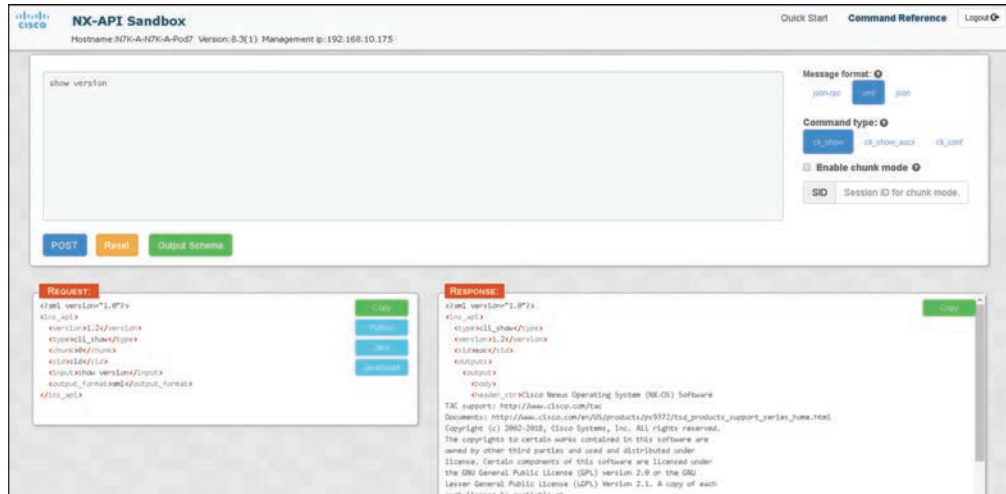 CISCO
NX-API Sandbox
Quick Start Command Reference Logout
Hostname:N7K-A-N7K-A-Pod7 Version:8.3(1) Management ip:192.168.10.175
show version
Message format:
json-rpc xml json
Command type:
cli_show cli_show_ascii cli_conf
Enable chunk mode
SID Session ID for chunk mode.
POST Reset Output Schema
REQUEST:
<?xml version="1.0"?>
<ins_api>
<version>1.2</version>
<type>cli_show</type>
<chunk>0</chunk>
<sid>sid</sid>
<input>show version</input>
<output_format>xml</output_format>
</ins_api>
Copy
Python
Java
JavaScript
RESPONSE:
Copy
<?xml version="1.0"?>
<ins_api>
<type>cli_show</type>
<version>1.2</version>
<sid>eoc</sid>
<outputs>
<output>
<body>
<header_str>Cisco Nexus Operating System (NX-OS) Software
TAC support: http://www.cisco.com/tac
Documents: http://www.cisco.com/en/US/products/ps9372/tsd_products_support_series_home.html
Copyright (c) 2002-2018, Cisco Systems, Inc. All rights reserved.
The copyrights to certain works contained in this software are
owned by other third parties and used and distributed under
license. Certain components of this software are licensed under
the GNU General Public License (GPL) version 2.0 or the GNU
Lesser General Public License (LGPL) Version 2.1. A copy of each